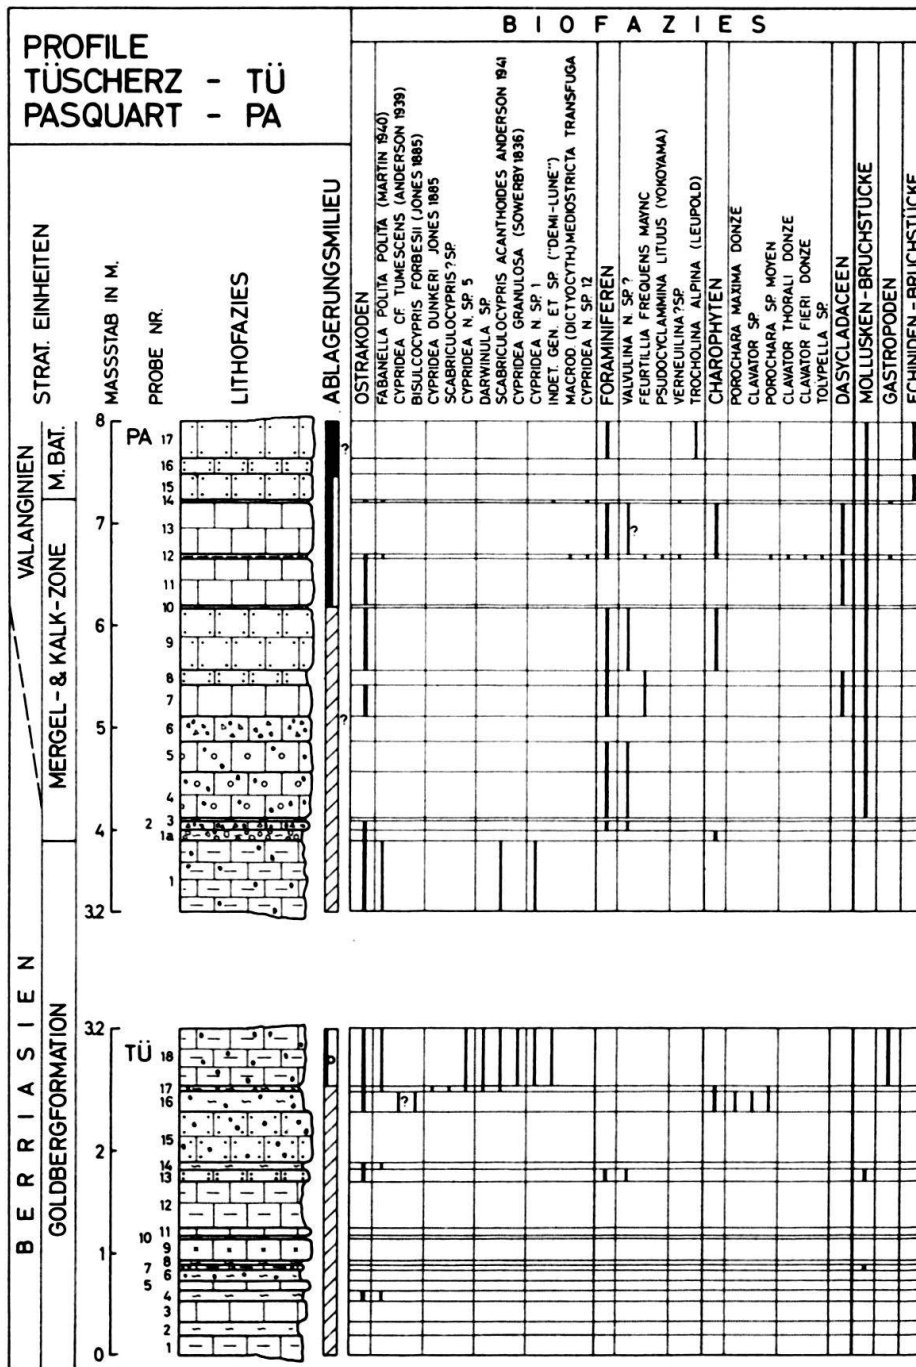 PROFILE
TÜSCHERZ - TÜ
PASQUART - PA
BIOFAZIES
STRAT. EINHEITEN
MASSSTAB IN M.
PROBE NR.
LITHOFAZIES
ABLAGERUNGSMILIEU
OSTRAKODEN
FABANELLA POLITA POLITA (MARTIN 1940)
CYPRIDEA CF. TUMESCENS (ANDERSON 1939)
BISULCOCYPRIS FORBESII (JONES 1885)
CYPRIDEA DUNKERI JONES 1885
SCABRICULOCYPRIS ? SP.
CYPRIDEA N. SP. 5
DARWINULA SP.
SCABRICULOCYPRIS ACANTHOIDES ANDERSON 1941
CYPRIDEA GRANULOSA (SOWERBY 1836)
CYPRIDEA N. SP. 1
INDET. GEN. ET SP. ("DEMI-LUNE")
MACROD. (DICTYOCYTH.) MEDIOSTRICTA TRANSFUGA
CYPRIDEA N. SP. 12
FORAMINIFEREN
VALVULINA N. SP. ?
FEURTILLIA FREQUENS MAYNC
PSUDOCYCLAMINA LITUUS (YOKOYAMA)
VERNEUILINA ? SP.
TROCHOLINA ALPINA (LEUPOLD)
CHAROPHYTEN
POROCHARA MAXIMA DONZE
CLAVATOR SP.
POROCHARA SP. MOYEN
CLAVATOR THORALI DONZE
CLAVATOR FIERI DONZE
TOLYPELLA SP.
DASYCLADACEEN
MOLLUSKEN-BRUCHSTÜCKE
GASTROPODEN
ECHINIDEN-BRUCHSTÜCKE
VALANGINIEN
M. BAT.
MERGEL- & KALK-ZONE
BERRIASIEN
GOLDBERGFORMATION
8
PA
17
?
16
15
14
7
13
?
12
11
10
6
9
8
7
?
6
5
5
4
3
2
4
1a
1
3.2
3.2
TÜ
18
17
16
?
2
15
14
13
12
11
10
1
9
8
7
6
5
4
3
2
0
1